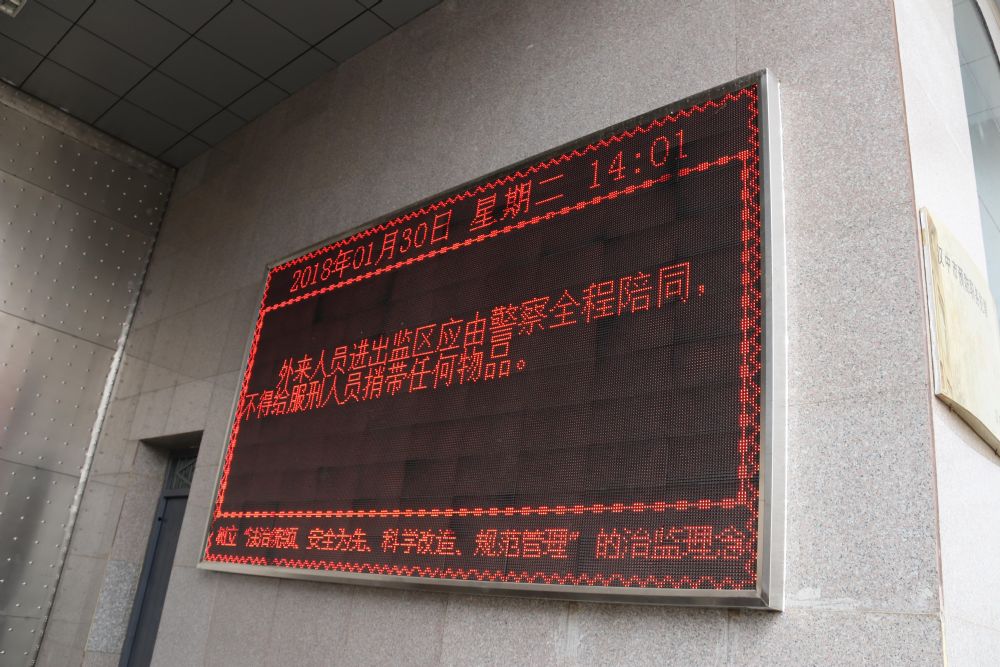 2018年01月30日 星期二 14:01
外来人员进出监区应由警察全程陪同，
不得给服刑人员捎带任何物品。
树立“法治统领、安全为先、科学改造、规范管理”的治监理念